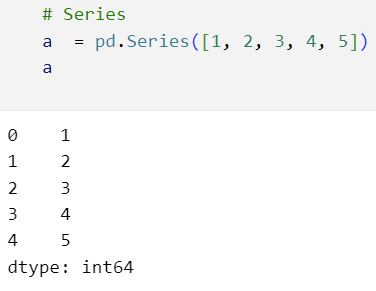 # Series
a  = pd.Series([1, 2, 3, 4, 5])
a
0    1
1    2
2    3
3    4
4    5
dtype: int64